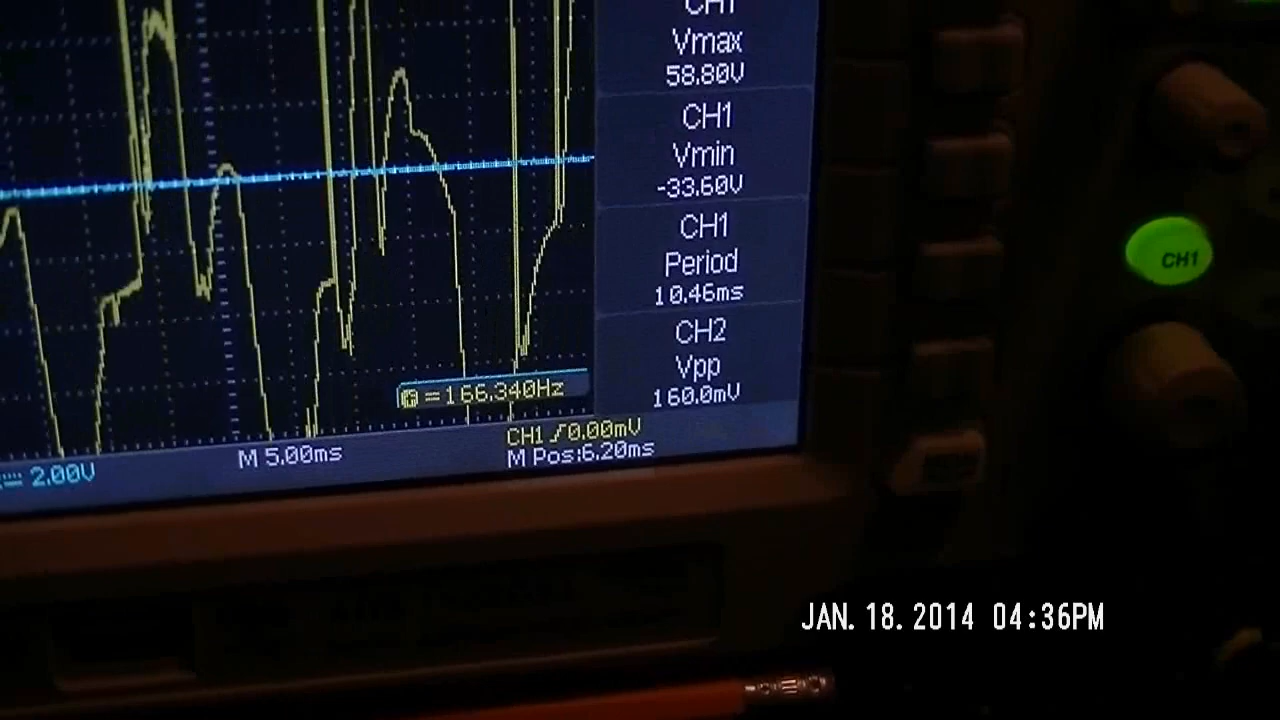 CH1
Vmax
58.80V
CH1
Vmin
-33.60V
CH1
Period
10.46ms
CH2
Vpp
160.0mV
=166.340Hz
CH1 0.00mV
M 5.00ms
M Pos:6.20ms
2.00V
CH1
JAN. 18. 2014 04:36PM